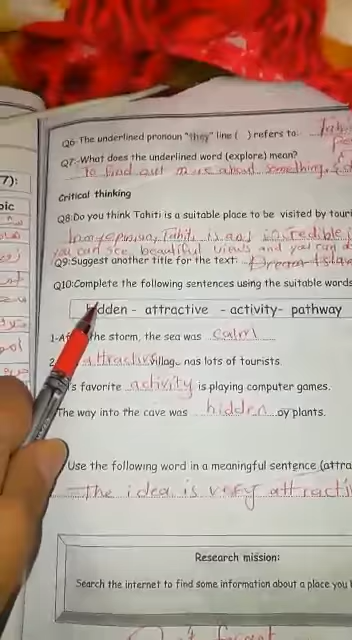 Q6-The underlined pronoun "they" line ( ) refers to:
Q7:-What does the underlined word (explore) mean?
7):
to find out more about something
Critical thinking
Q8:Do you think Tahiti is a suitable place to be visited by touri
In my opinion, Tahiti is an incredible
you can see beautiful views and you can
Q9:Suggest another title for the text: Dream Island
Q10:Complete the following sentences using the suitable words
hidden - attractive - activity- pathway
the storm, the sea was calm
attractive village has lots of tourists.
's favorite activity is playing computer games.
The way into the cave was hidden by plants.
Use the following word in a meaningful sentence (attra
The idea is very attracti
Research mission:
Search the internet to find some information about a place you